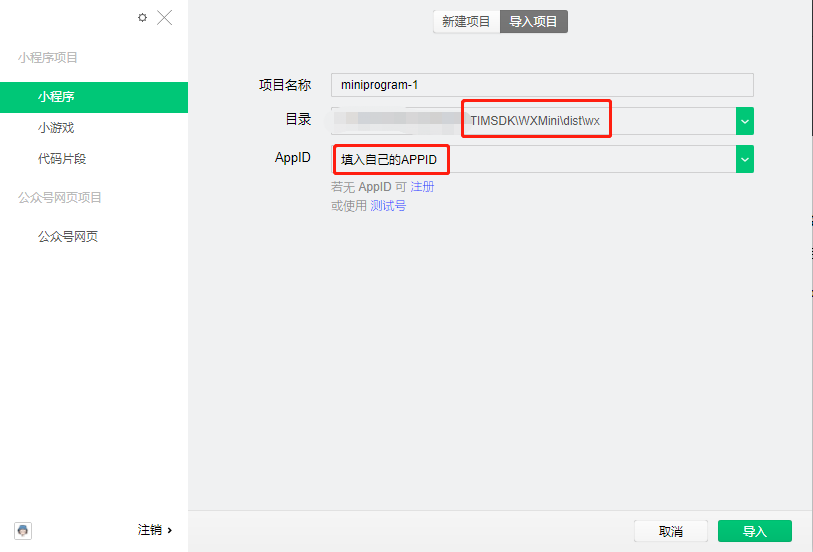 新建项目 导入项目
小程序项目
小程序
小游戏
代码片段
公众号网页项目
公众号网页
注销
项目名称 miniprogram-1
目录 TIMSDK\WXMini\dist\wx
AppID 填入自己的APPID
若无 AppID 可 注册
或使用 测试号
取消 导入